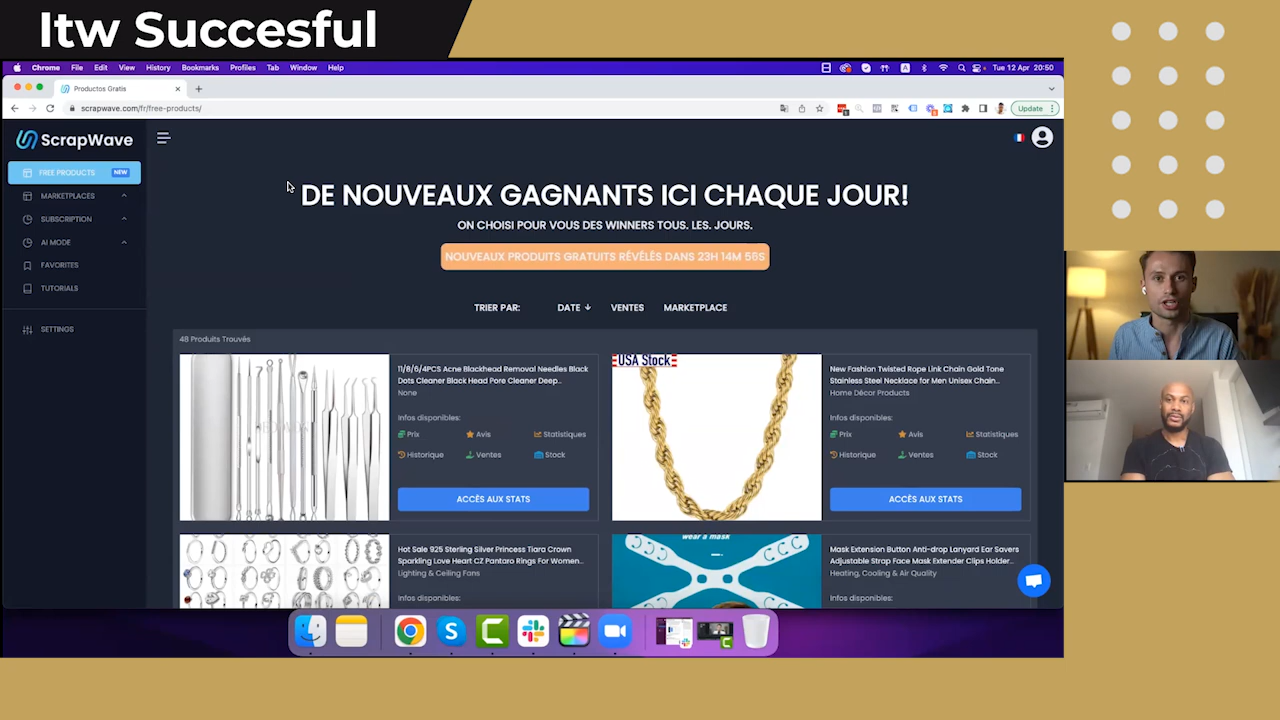 Itw Succesful
Chrome File Edit View History Bookmarks Profiles Tab Window Help
Tue 12 Apr 20:50
Productos Gratis
scrapwave.com/fr/free-products/
Update
ScrapWave
FREE PRODUCTS NEW
MARKETPLACES
SUBSCRIPTION
AI MODE
FAVORITES
TUTORIALS
SETTINGS
DE NOUVEAUX GAGNANTS ICI CHAQUE JOUR!
ON CHOISI POUR VOUS DES WINNERS TOUS. LES. JOURS.
NOUVEAUX PRODUITS GRATUITS RÉVÉLÉS DANS 23H 14M 56S
TRIER PAR: DATE VENTES MARKETPLACE
48 Produits Trouvés
11/8/6/4PCS Acne Blackhead Removal Needles Black
Dots Cleaner Black Head Pore Cleaner Deep..
None
Infos disponibles:
Prix Avis Statistiques
Historique Ventes Stock
ACCÈS AUX STATS
USA Stock
New Fashion Twisted Rope Link Chain Gold Tone
Stainless Steel Necklace for Men Unisex Chain...
Home Décor Products
Infos disponibles:
Prix Avis Statistiques
Historique Ventes Stock
ACCÈS AUX STATS
Hot Sale 925 Sterling Silver Princess Tiara Crown
Sparkling Love Heart CZ Pantaro Rings For Women...
Lighting & Ceiling Fans
Infos disponibles:
wear a mask
Mask Extension Button Anti-drop Lanyard Ear Savers
Adjustable Strap Face Mask Extender Clips Holder...
Heating, Cooling & Air Quality
Infos disponibles: